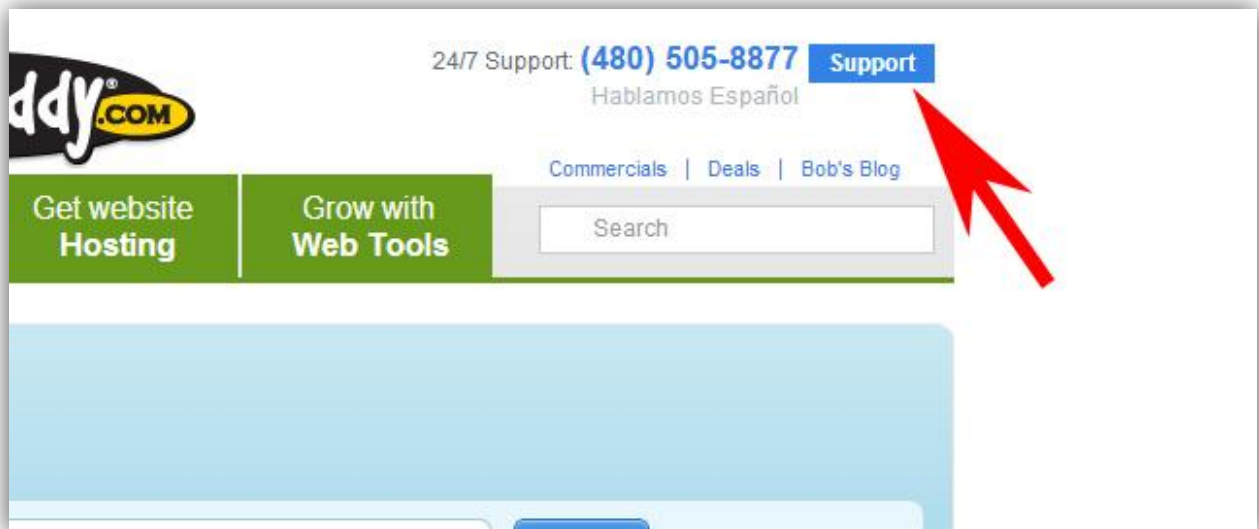 24/7 Support: (480) 505-8877 Support
Hablamos Español
ddy.COM
Commercials | Deals | Bob's Blog
Get website
Hosting
Grow with
Web Tools
Search